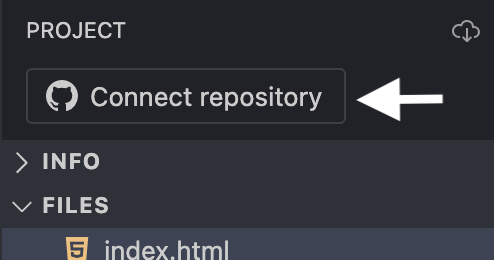 PROJECT
Connect repository
INFO
FILES
index.html